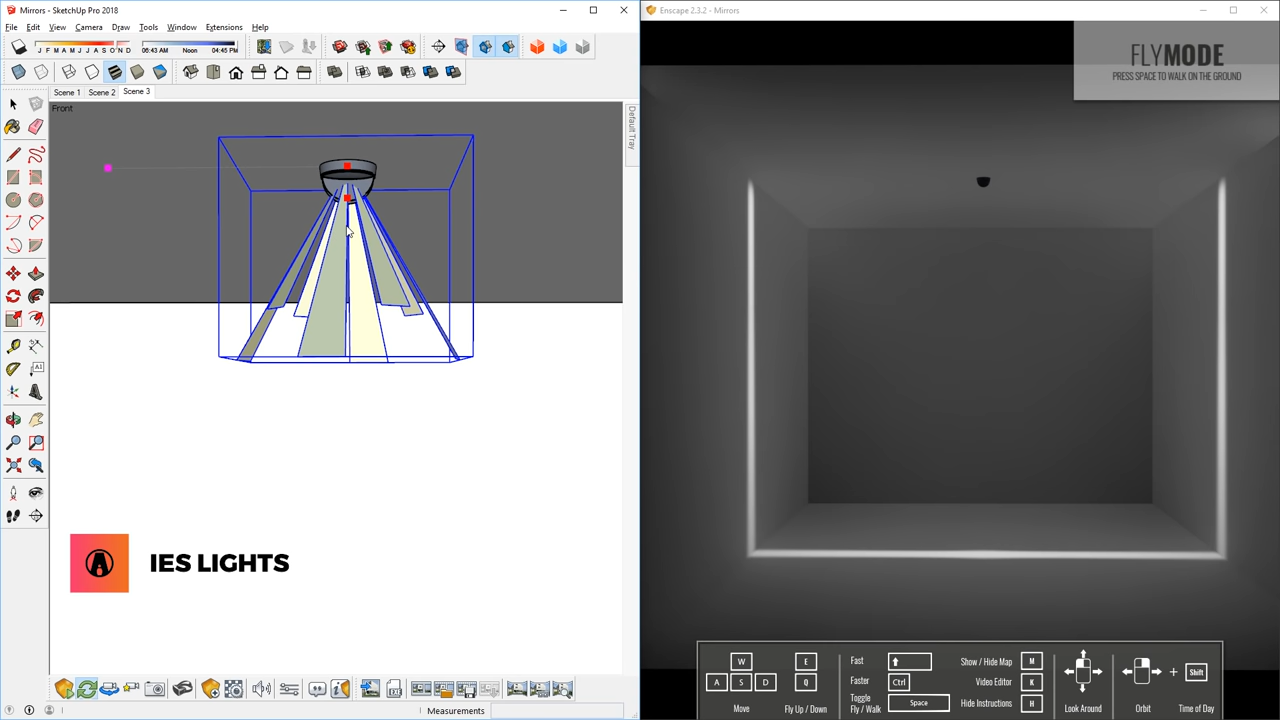 Mirrors - SketchUp Pro 2018
File Edit View Camera Draw Tools Window Extensions Help
J F M A M J J A S O N D 06:43 AM Noon 04:45 PM
Scene 1 Scene 2 Scene 3
Front
Default Tray
A1
IES LIGHTS
Measurements
Enscape 2.3.2 - Mirrors
FLYMODE
PRESS SPACE TO WALK ON THE GROUND
W
A S D
Move
E
Q
Fly Up / Down
Fast
Faster Ctrl
Toggle
Fly / Walk Space
Show / Hide Map M
Video Editor K
Hide Instructions H
Look Around
Orbit
+ Shift
Time of Day